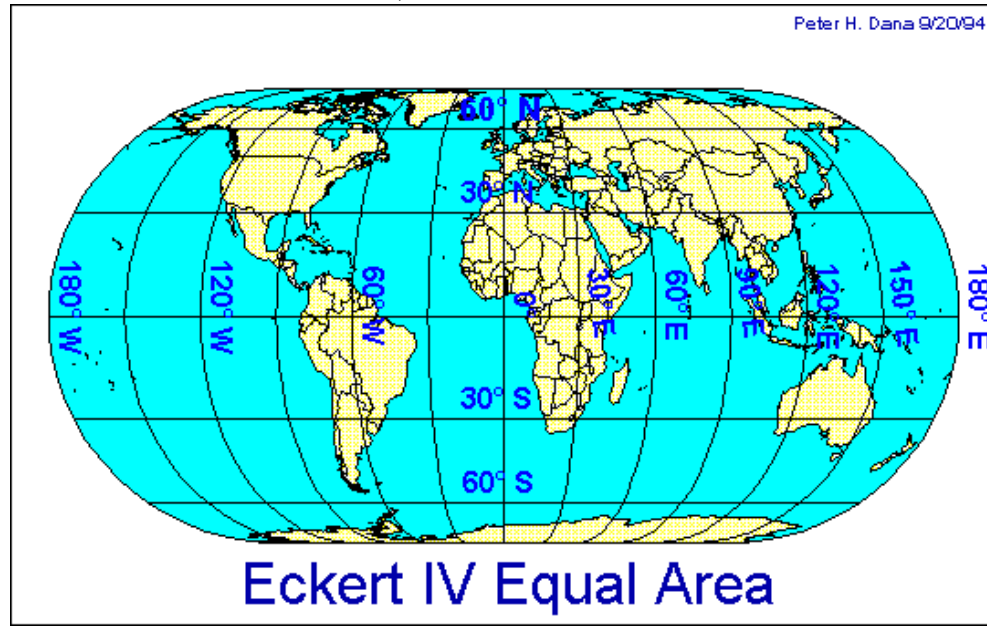 Peter H. Dana 9/20/94
60° N
30° N
180° W
120° W
60° W
0°
30° E
60° E
90° E
120° E
150° E
180° E
30° S
60° S
Eckert IV Equal Area